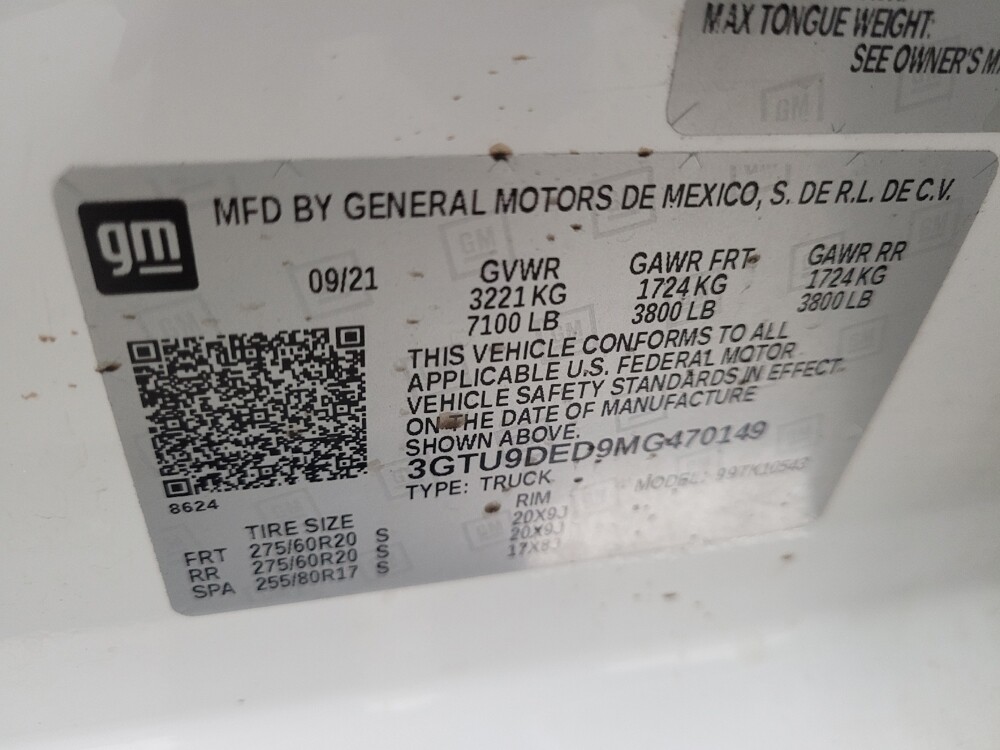 MAX TONGUE WEIGHT:
SEE OWNER'S
gm
MFD BY GENERAL MOTORS DE MEXICO, S. DE R.L. DE C.V.
09/21 GVWR GAWR FRT GAWR RR
3221 KG 1724 KG 1724 KG
7100 LB 3800 LB 3800 LB
THIS VEHICLE CONFORMS TO ALL
APPLICABLE U.S. FEDERAL MOTOR
VEHICLE SAFETY STANDARDS IN EFFECT
ON THE DATE OF MANUFACTURE
SHOWN ABOVE.
3GTU9DED9MG470149
TYPE: TRUCK MODEL:
8624
TIRE SIZE RIM
FRT 275/60R20 S 20X9J
RR 275/60R20 S 20X9J
SPA 255/80R17 S 17X8J